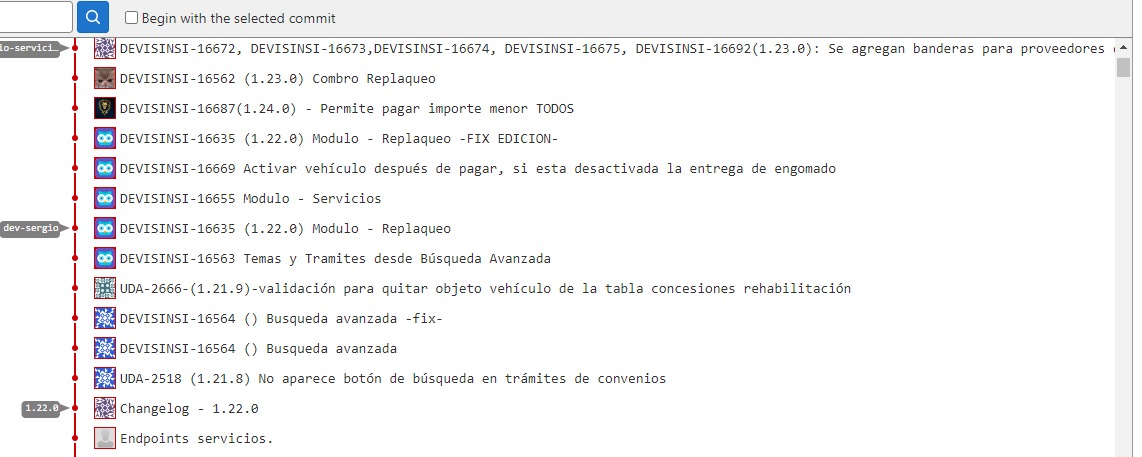 Begin with the selected commit
io-servici…
DEVISINSI-16672, DEVISINSI-16673,DEVISINSI-16674, DEVISINSI-16675, DEVISINSI-16692(1.23.0): Se agregan banderas para proveedores
DEVISINSI-16562 (1.23.0) Combro Replaqueo
DEVISINSI-16687(1.24.0) - Permite pagar importe menor TODOS
DEVISINSI-16635 (1.22.0) Modulo - Replaqueo -FIX EDICION-
DEVISINSI-16669 Activar vehículo después de pagar, si esta desactivada la entrega de engomado
DEVISINSI-16655 Modulo - Servicios
dev-sergio
DEVISINSI-16635 (1.22.0) Modulo - Replaqueo
DEVISINSI-16563 Temas y Tramites desde Búsqueda Avanzada
UDA-2666-(1.21.9)-validación para quitar objeto vehículo de la tabla concesiones rehabilitación
DEVISINSI-16564 () Busqueda avanzada -fix-
DEVISINSI-16564 () Busqueda avanzada
UDA-2518 (1.21.8) No aparece botón de búsqueda en trámites de convenios
1.22.0
Changelog - 1.22.0
Endpoints servicios.